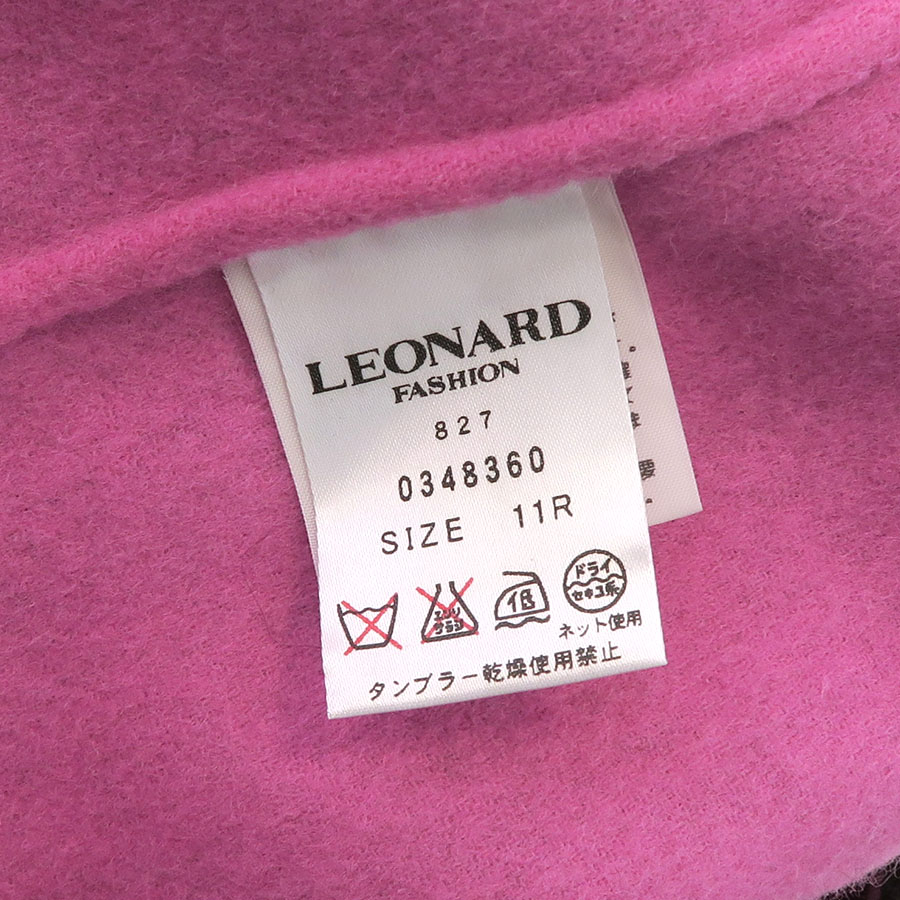 LEONARD
FASHION
827
0348360
SIZE 11R
エンソ
サラシ
低
ドライ
セキユ系
ネット使用
タンブラー乾燥使用禁止